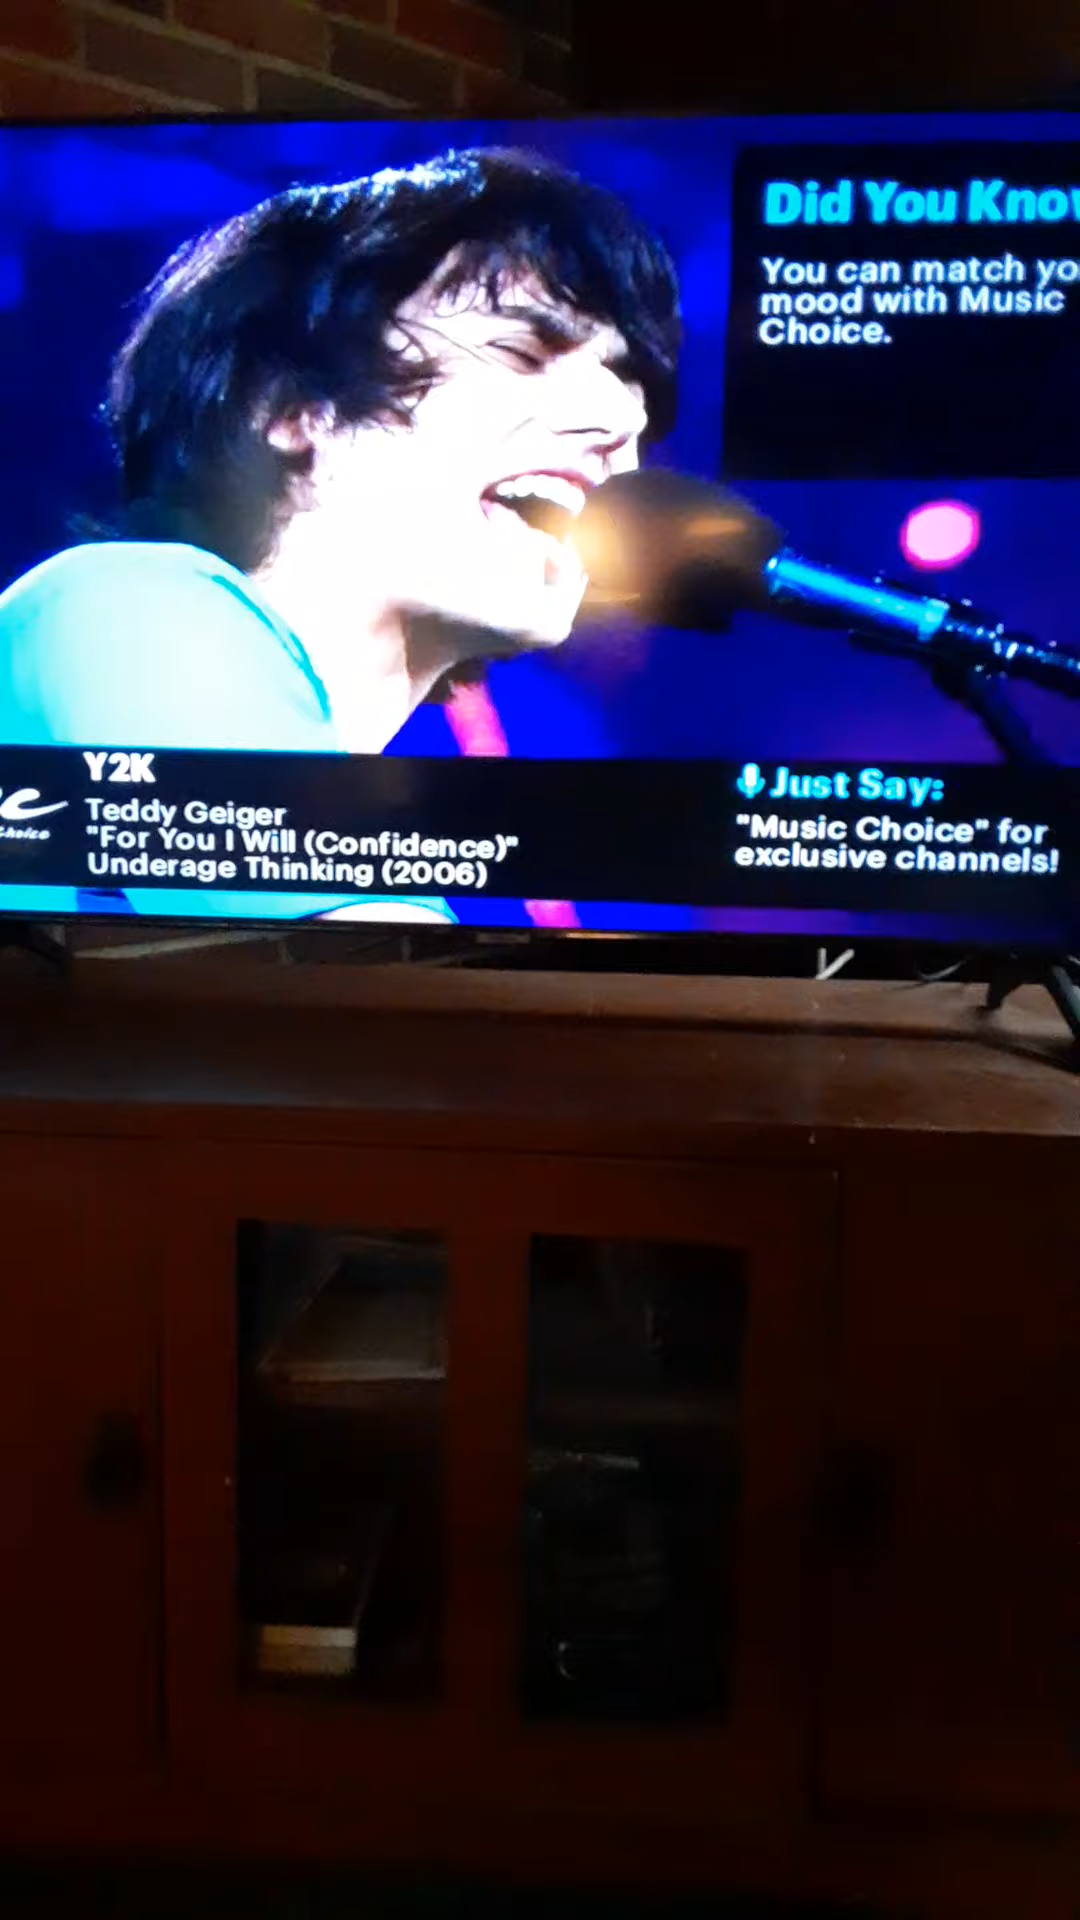 Did You Know
You can match yo
mood with Music
Choice.
Y2K
Teddy Geiger
"For You I Will (Confidence)"
Underage Thinking (2006)
Just Say:
"Music Choice" for
exclusive channels!